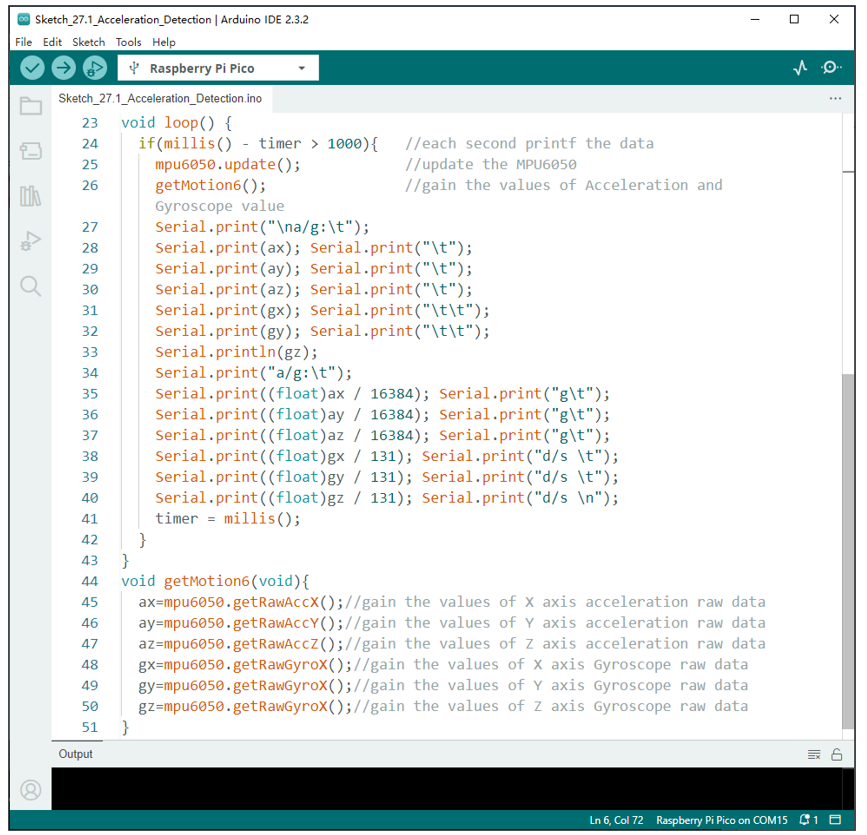 Sketch_27.1_Acceleration_Detection | Arduino IDE 2.3.2
File Edit Sketch Tools Help
Raspberry Pi Pico
Sketch_27.1_Acceleration_Detection.ino
23 void loop() {
24 if(millis() - timer > 1000){ //each second printf the data
25 mpu6050.update(); //update the MPU6050
26 getMotion6(); //gain the values of Acceleration and
Gyroscope value
27 Serial.print("\na/g:\t");
28 Serial.print(ax); Serial.print("\t");
29 Serial.print(ay); Serial.print("\t");
30 Serial.print(az); Serial.print("\t");
31 Serial.print(gx); Serial.print("\t\t");
32 Serial.print(gy); Serial.print("\t\t");
33 Serial.println(gz);
34 Serial.print("a/g:\t");
35 Serial.print((float)ax / 16384); Serial.print("g\t");
36 Serial.print((float)ay / 16384); Serial.print("g\t");
37 Serial.print((float)az / 16384); Serial.print("g\t");
38 Serial.print((float)gx / 131); Serial.print("d/s \t");
39 Serial.print((float)gy / 131); Serial.print("d/s \t");
40 Serial.print((float)gz / 131); Serial.print("d/s \n");
41 timer = millis();
42 }
43 }
44 void getMotion6(void){
45 ax=mpu6050.getRawAccX();//gain the values of X axis acceleration raw data
46 ay=mpu6050.getRawAccY();//gain the values of Y axis acceleration raw data
47 az=mpu6050.getRawAccZ();//gain the values of Z axis acceleration raw data
48 gx=mpu6050.getRawGyroX();//gain the values of X axis Gyroscope raw data
49 gy=mpu6050.getRawGyroX();//gain the values of Y axis Gyroscope raw data
50 gz=mpu6050.getRawGyroX();//gain the values of Z axis Gyroscope raw data
51 }
Output
Ln 6, Col 72 Raspberry Pi Pico on COM15 1